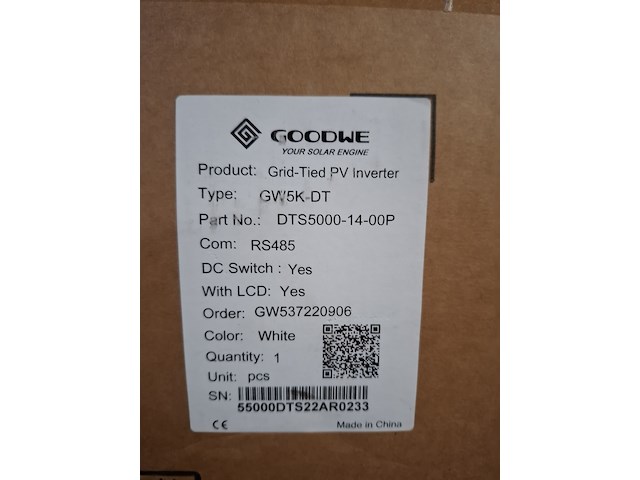 GOODWE
YOUR SOLAR ENGINE
Product: Grid-Tied PV Inverter
Type: GW5K-DT
Part No.: DTS5000-14-00P
Com: RS485
DC Switch : Yes
With LCD: Yes
Order: GW537220906
Color: White
Quantity: 1
Unit: pcs
SN:
55000DTS22AR0233
CE Made in China